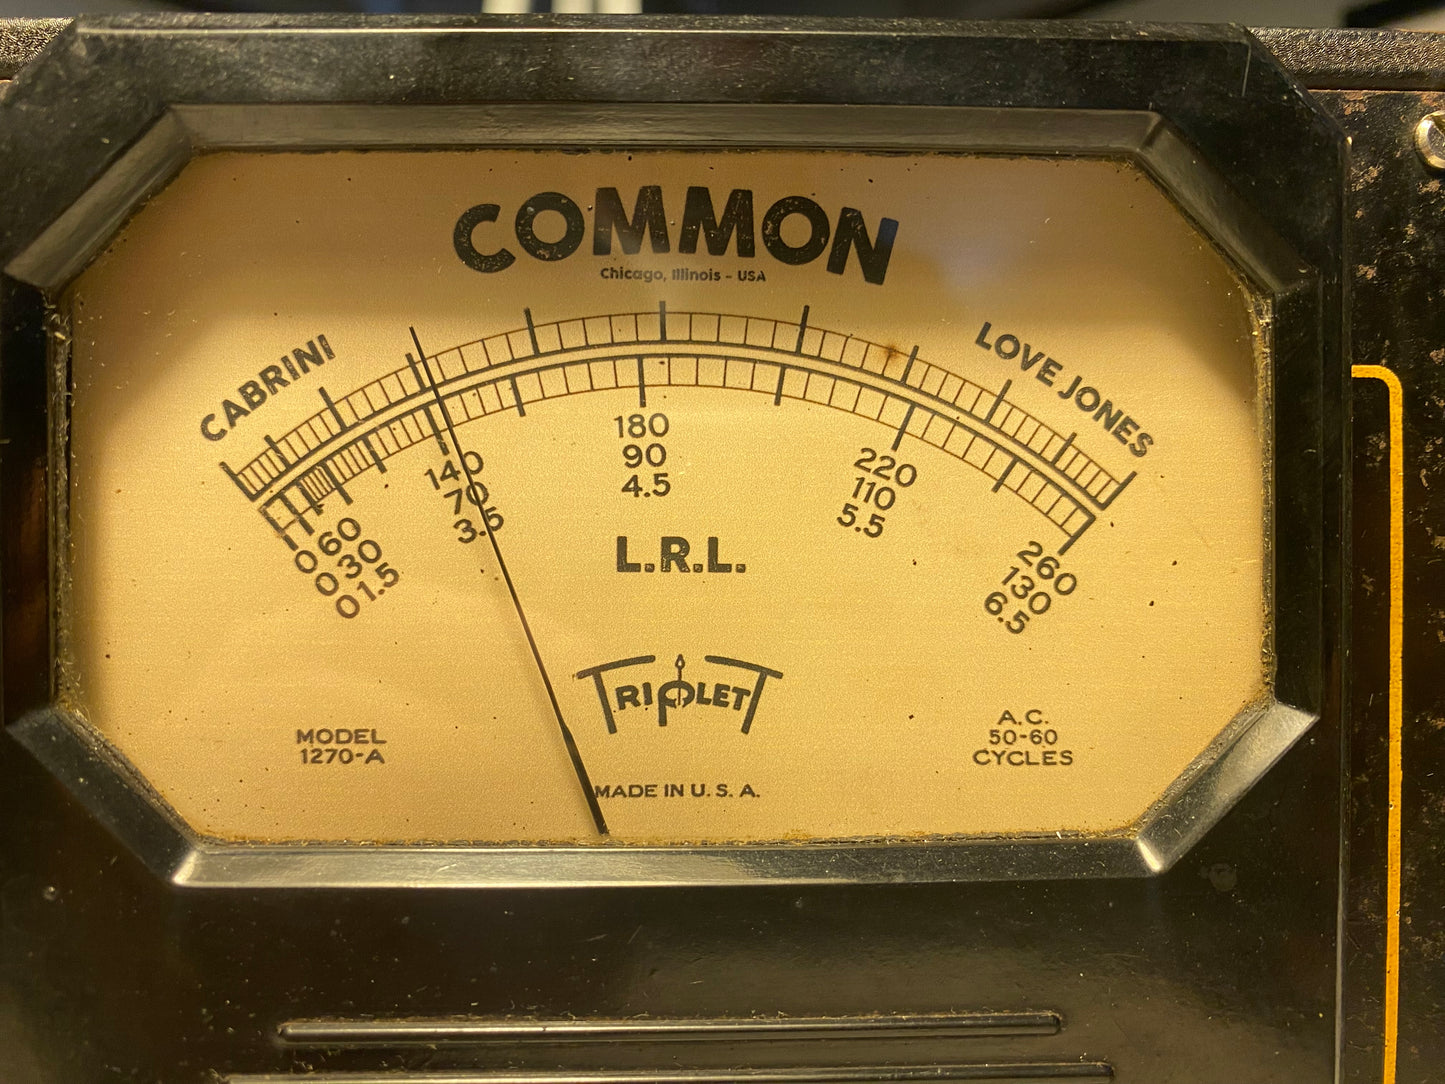 COMMON
Chicago, Illinois - USA
CABRINI
LOVE JONES
0 60 140 180 220 260
0 30 70 90 110 130
0 1.5 3.5 4.5 5.5 6.5
L.R.L.
TRIPLETT
MODEL
1270-A
A.C.
50-60
CYCLES
MADE IN U. S. A.